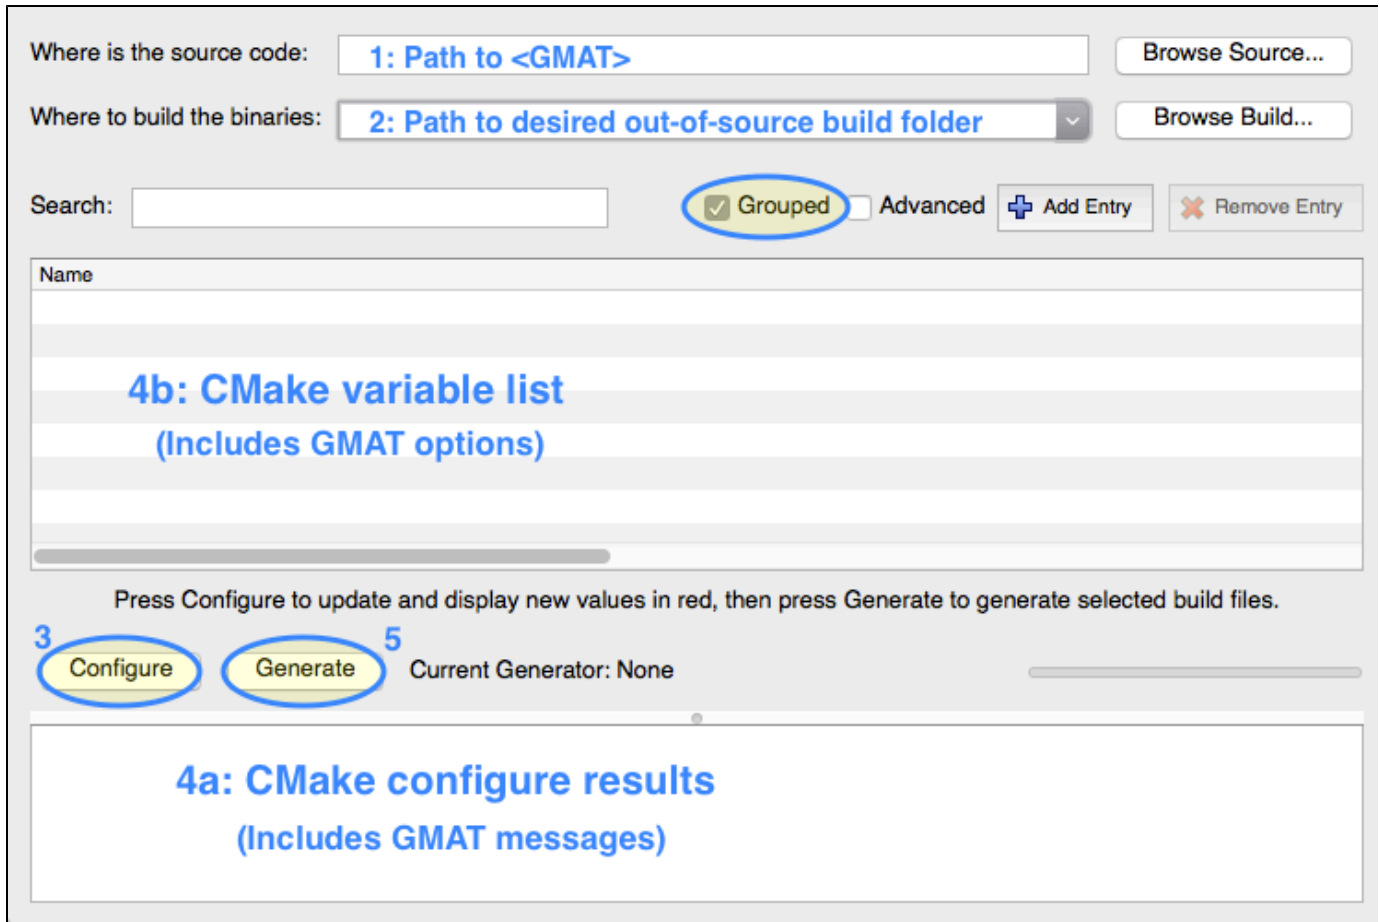 Where is the source code: 1: Path to <GMAT> Browse Source...
Where to build the binaries: 2: Path to desired out-of-source build folder Browse Build...
Search: Grouped Advanced Add Entry Remove Entry
Name
4b: CMake variable list
(Includes GMAT options)
Press Configure to update and display new values in red, then press Generate to generate selected build files.
3 5
Configure Generate Current Generator: None
4a: CMake configure results
(Includes GMAT messages)